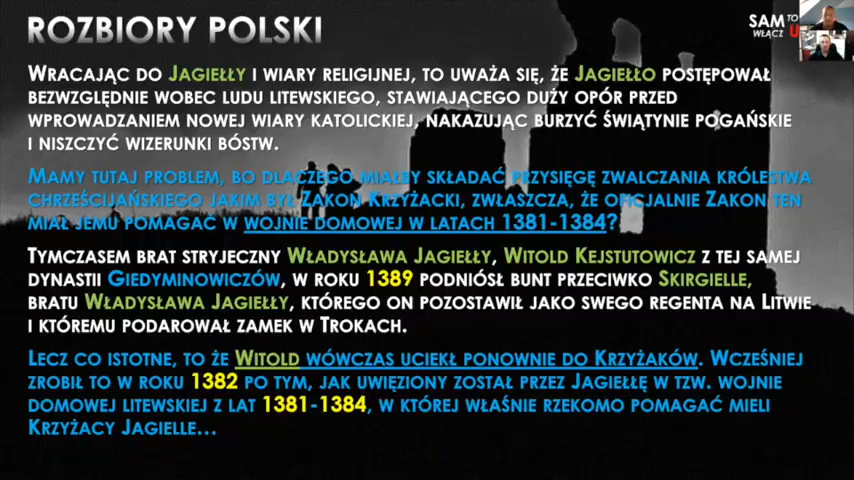 ROZBIORY POLSKI
SAM TO
WŁĄCZ U
WRACAJĄC DO JAGIEŁŁY I WIARY RELIGIJNEJ, TO UWAŻA SIĘ, ŻE JAGIEŁŁO POSTĘPOWAŁ
BEZWZGLĘDNIE WOBEC LUDU LITEWSKIEGO, STAWIAJĄCEGO DUŻY OPÓR PRZED
WPROWADZANIEM NOWEJ WIARY KATOLICKIEJ, NAKAZUJĄC BURZYĆ ŚWIĄTYNIE POGAŃSKIE
I NISZCZYĆ WIZERUNKI BÓSTW.
MAMY TUTAJ PROBLEM, BO DLACZEGO MIAŁBY SKŁADAĆ PRZYSIĘGĘ ZWALCZANIA KRÓLESTWA
CHRZEŚCIJAŃSKIEGO JAKIM BYŁ ZAKON KRZYŻACKI, ZWŁASZCZA, ŻE OFICJALNIE ZAKON TEN
MIAŁ JEMU POMAGAĆ W WOJNIE DOMOWEJ W LATACH 1381-1384?
TYMCZASEM BRAT STRYJECZNY WŁADYSŁAWA JAGIEŁŁY, WITOLD KEJSTUTOWICZ Z TEJ SAMEJ
DYNASTII GIEDYMINOWICZÓW, W ROKU 1389 PODNIÓSŁ BUNT PRZECIWKO SKIRGIELLE,
BRATU WŁADYSŁAWA JAGIEŁŁY, KTÓREGO ON POZOSTAWIŁ JAKO SWEGO REGENTA NA LITWIE
I KTÓREMU PODAROWAŁ ZAMEK W TROKACH.
LECZ CO ISTOTNE, TO ŻE WITOLD WÓWCZAS UCIEKŁ PONOWNIE DO KRZYŻAKÓW. WCZEŚNIEJ
ZROBIŁ TO W ROKU 1382 PO TYM, JAK UWIĘZIONY ZOSTAŁ PRZEZ JAGIEŁŁĘ W TZW. WOJNIE
DOMOWEJ LITEWSKIEJ Z LAT 1381-1384, W KTÓREJ WŁAŚNIE RZEKOMO POMAGAĆ MIELI
KRZYŻACY JAGIELLE...